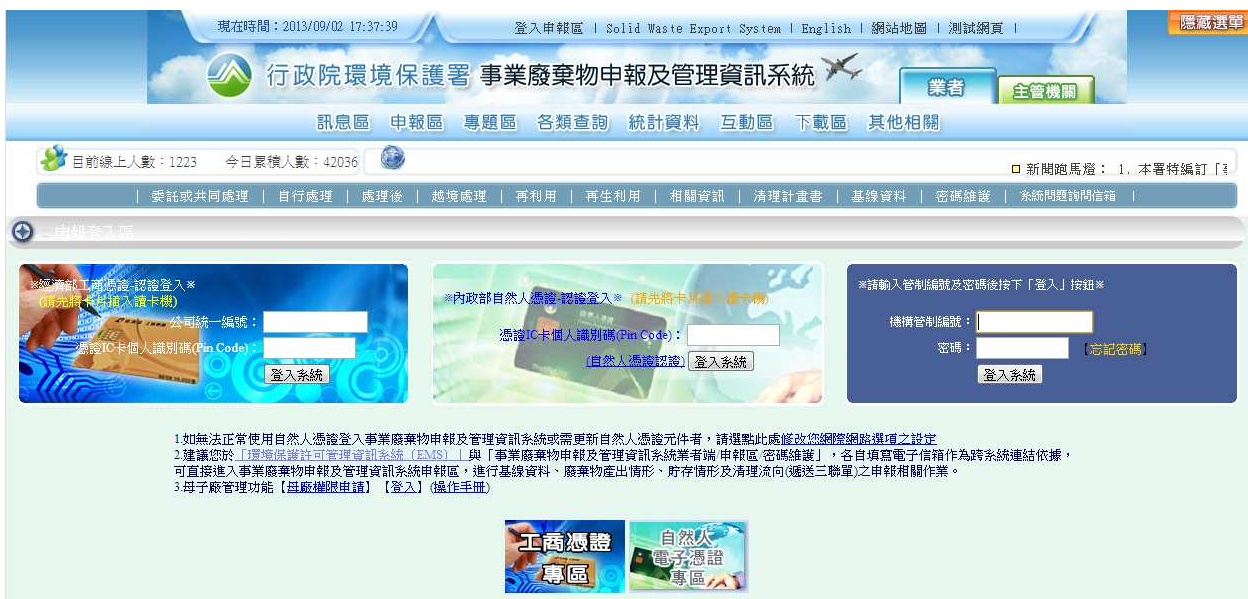 現在時間：2013/09/02 17:37:39
登入申報區 | Solid Waste Export System | English | 網站地圖 | 測試網頁 |
隱藏選單
行政院環境保護署 事業廢棄物申報及管理資訊系統
業者 主管機關
訊息區 申報區 專題區 各類查詢 統計資料 互動區 下載區 其他相關
目前線上人數：1223 今日累積人數：42036
新聞跑馬燈： 1. 本署特編訂「
| 委託或共同處理 | 自行處理 | 處理後 | 越境處理 | 再利用 | 再生利用 | 相關資訊 | 清理計畫書 | 基線資料 | 密碼維護 | 系統問題詢問信箱 |
申報登入區
※經濟部工商憑證-認證登入※
(請先將卡片插入讀卡機)
公司統一編號：
憑證IC卡個人識別碼(Pin Code)：
登入系統
※內政部自然人憑證-認證登入※ (請先將卡片插入讀卡機)
憑證IC卡個人識別碼(Pin Code)：
(自然人憑證認證) 登入系統
※請輸入管制編號及密碼後按下「登入」按鈕※
機構管制編號：
密碼： 【忘記密碼】
登入系統
1.如無法正常使用自然人憑證登入事業廢棄物申報及管理資訊系統或需更新自然人憑證元件者，請選點此處修改您網際網路選項之設定
2.建議您於「環境保護許可管理資訊系統（EMS）」與「事業廢棄物申報及管理資訊系統業者端/申報區/密碼維護」，各自填寫電子信箱作為跨系統連結依據，
可直接進入事業廢棄物申報及管理資訊系統申報區，進行基線資料、廢棄物產出情形、貯存情形及清理流向(遞送三聯單)之申報相關作業。
3.母子廠管理功能【母廠權限申請】【登入】(操作手冊)
工商憑證
專區
自然人
電子憑證
專區